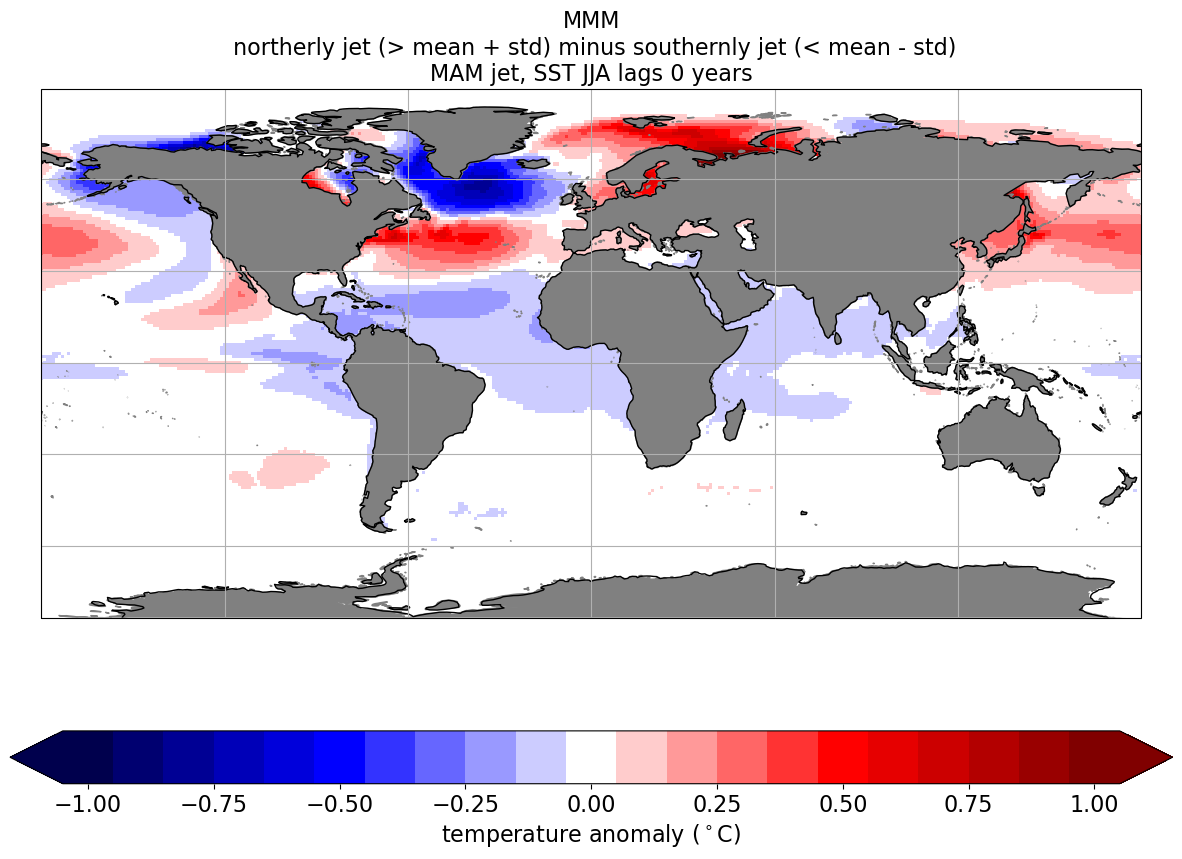 MMM
northerly jet (> mean + std) minus southernly jet (< mean - std)
MAM jet, SST JJA lags 0 years
−1.00 −0.75 −0.50 −0.25 0.00 0.25 0.50 0.75 1.00
temperature anomaly (°C)